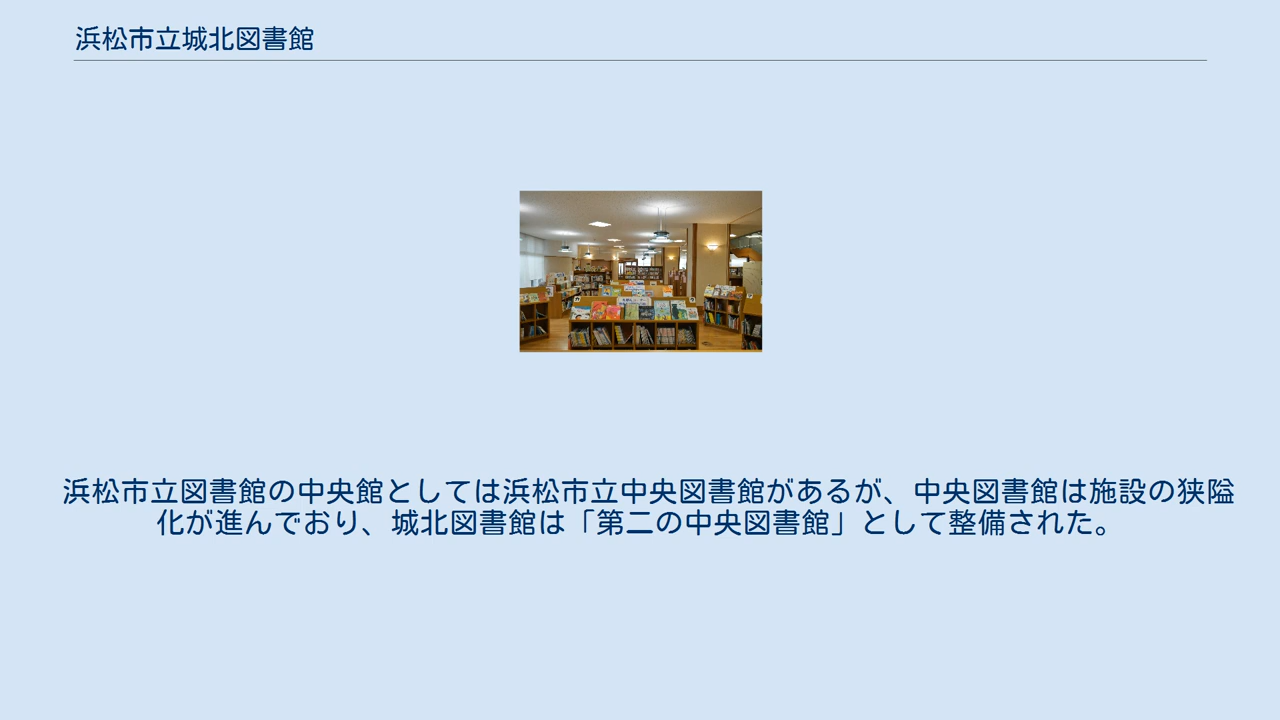 浜松市立城北図書館
浜松市立図書館の中央館としては浜松市立中央図書館があるが、中央図書館は施設の狭隘
化が進んでおり、城北図書館は「第二の中央図書館」として整備された。